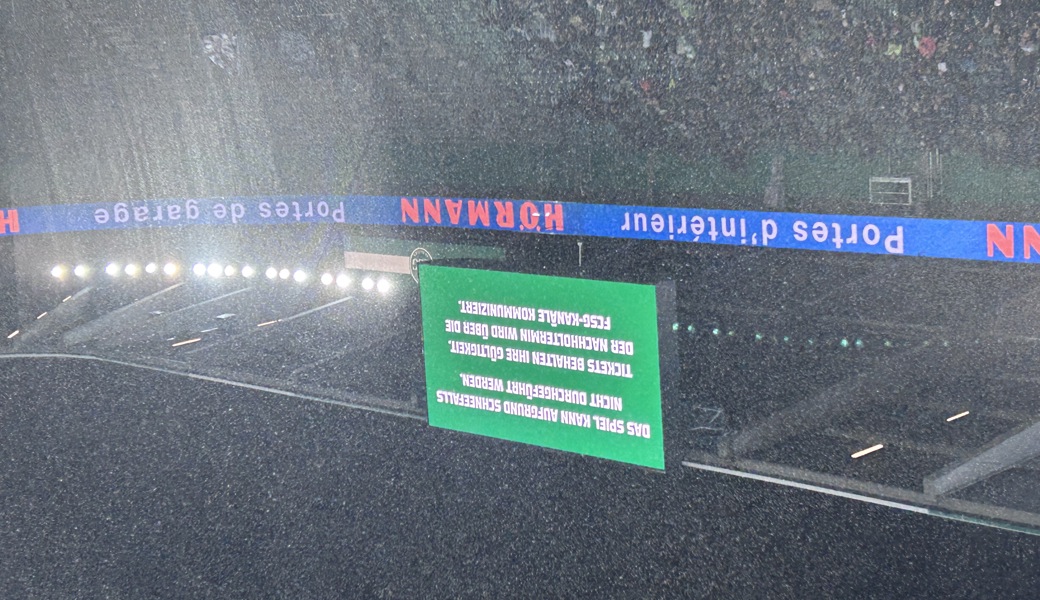 DAS SPIEL KANN AUFGRUND SCHNEEFALLS
NICHT DURCHGEFÜHRT WERDEN.
TICKETS BEHALTEN IHRE GÜLTIGKEIT.
DER NACHHOLTERMIN WIRD ÜBER DIE
FCSG-KANÄLE KOMMUNIZIERT.
Portes d'intérieur HÖRMANN Portes de garage